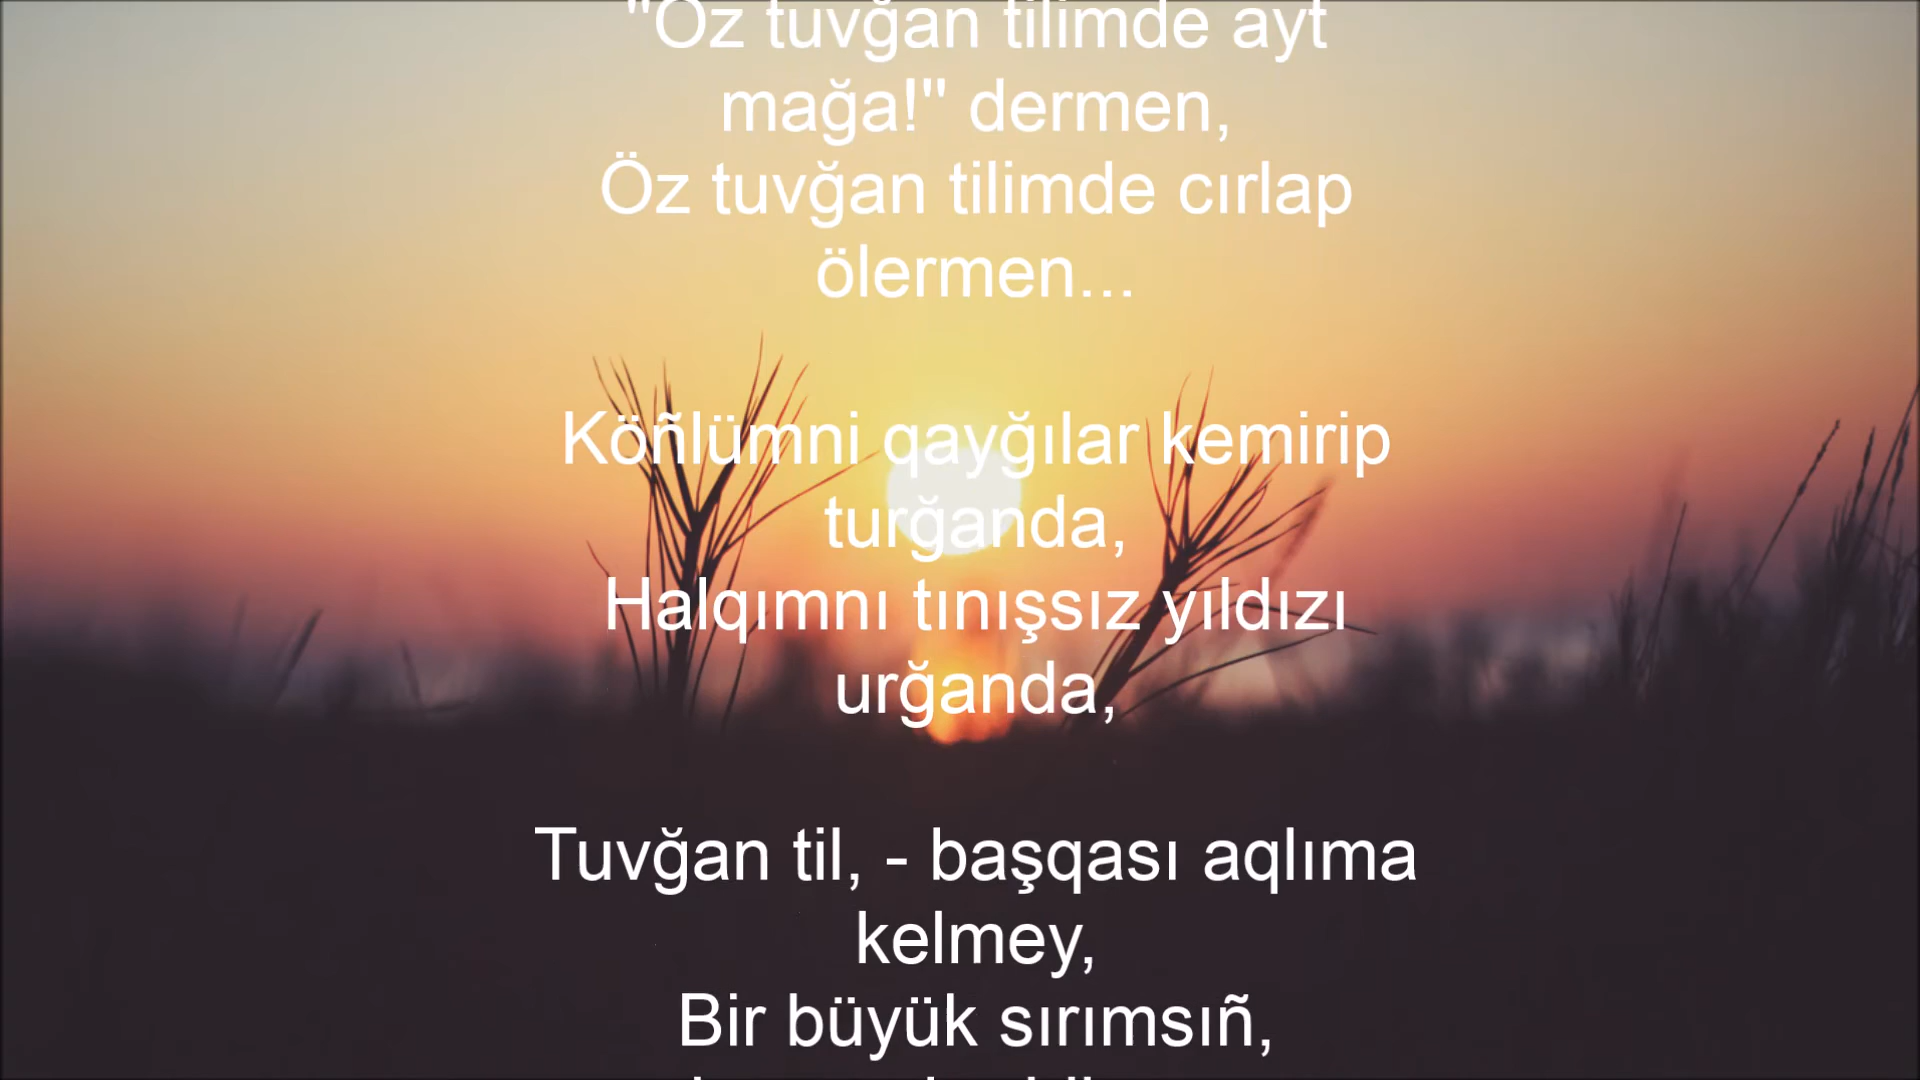 "Öz tuvğan tilimde ayt
mağa!" dermen,
Öz tuvğan tilimde cırlap
ölermen...
Köñlümni qayğılar kemirip
turğanda,
Halqımnı tınışsız yıldızı
urğanda,
Tuvğan til, - başqası aqlıma
kelmey,
Bir büyük sırımsıñ,